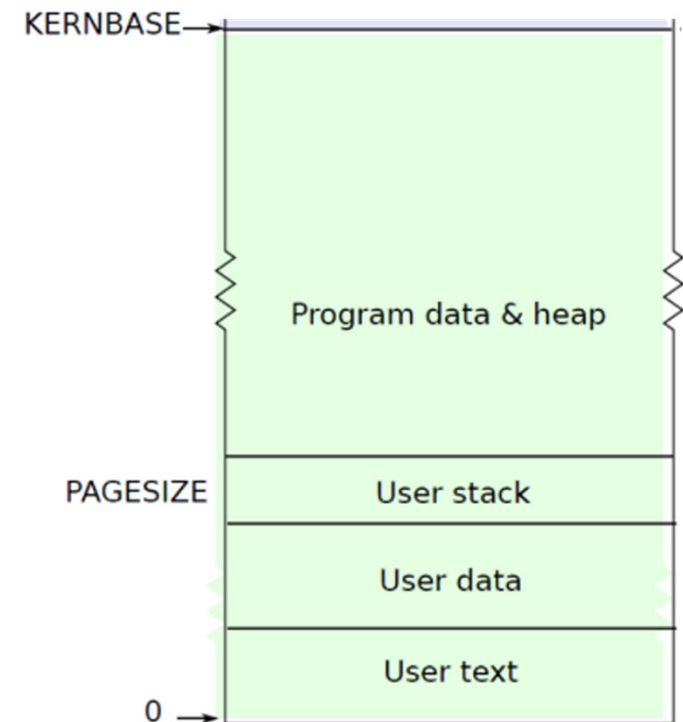 KERNBASE
Program data & heap
PAGESIZE
User stack
User data
User text
0